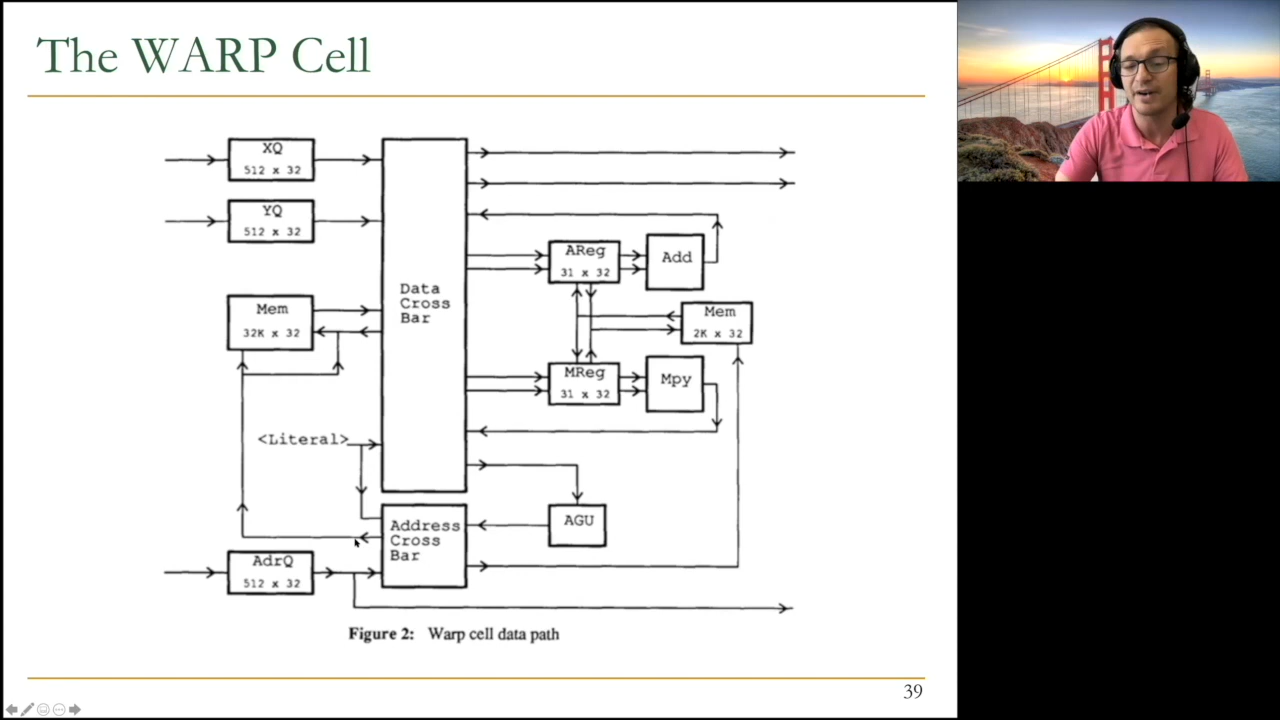 The WARP Cell
XQ
512 x 32
YQ
512 x 32
Mem
32K x 32
<Literal>
AdrQ
512 x 32
Data
Cross
Bar
Address
Cross
Bar
AReg
31 x 32
Add
Mem
2K x 32
MReg
31 x 32
Mpy
AGU
Figure 2: Warp cell data path
39